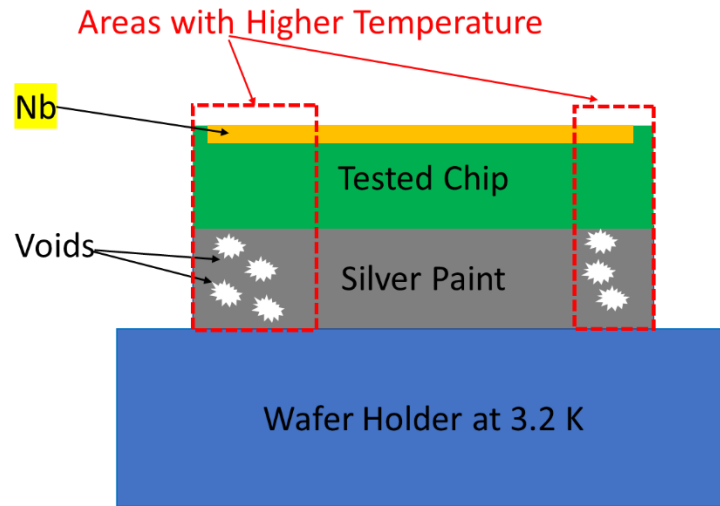 Areas with Higher Temperature
Nb
Tested Chip
Voids
Silver Paint
Wafer Holder at 3.2 K